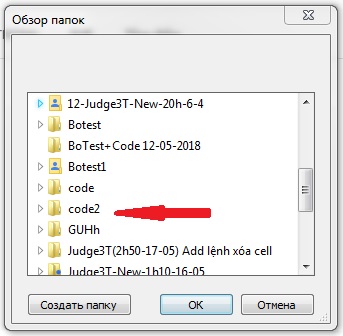 Обзор папок
12-Judge3T-New-20h-6-4
Botest
BoTest+Code 12-05-2018
Botest1
code
code2
GUHh
Judge3T(2h50-17-05) Add lệnh xóa cell
Judge3T-New-1h10-16-05
Создать папку
OK
Отмена